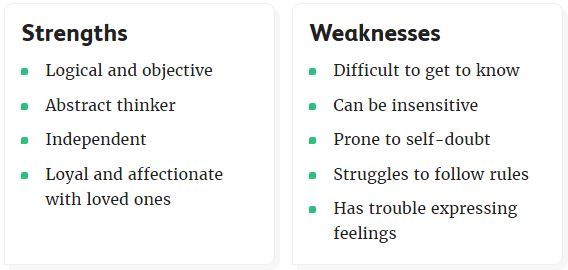 Strengths
Logical and objective
Abstract thinker
Independent
Loyal and affectionate
with loved ones
Weaknesses
Difficult to get to know
Can be insensitive
Prone to self-doubt
Struggles to follow rules
Has trouble expressing
feelings